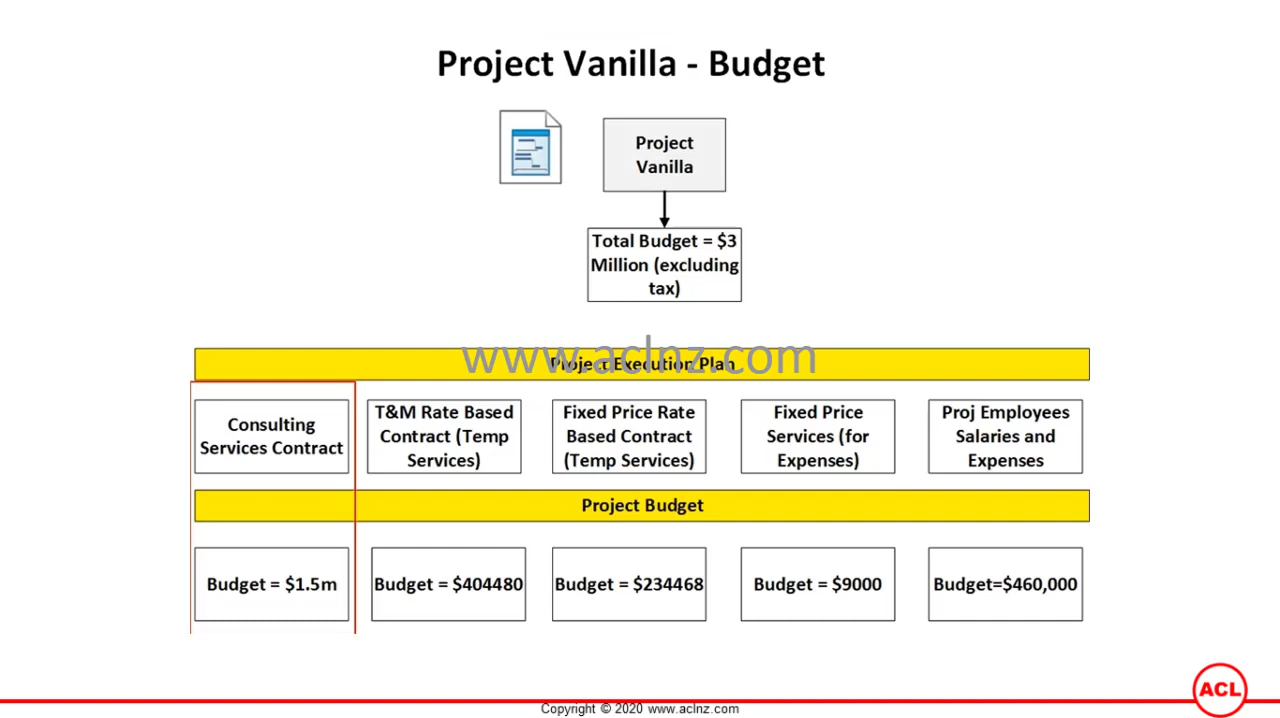 Project Vanilla - Budget
Project
Vanilla
Total Budget = $3
Million (excluding
tax)
www.aclnz.com
Project Execution Plan
Consulting
Services Contract
T&M Rate Based
Contract (Temp
Services)
Fixed Price Rate
Based Contract
(Temp Services)
Fixed Price
Services (for
Expenses)
Proj Employees
Salaries and
Expenses
Project Budget
Budget = $1.5m
Budget = $404480
Budget = $234468
Budget = $9000
Budget=$460,000
ACL
Copyright © 2020 www.aclnz.com